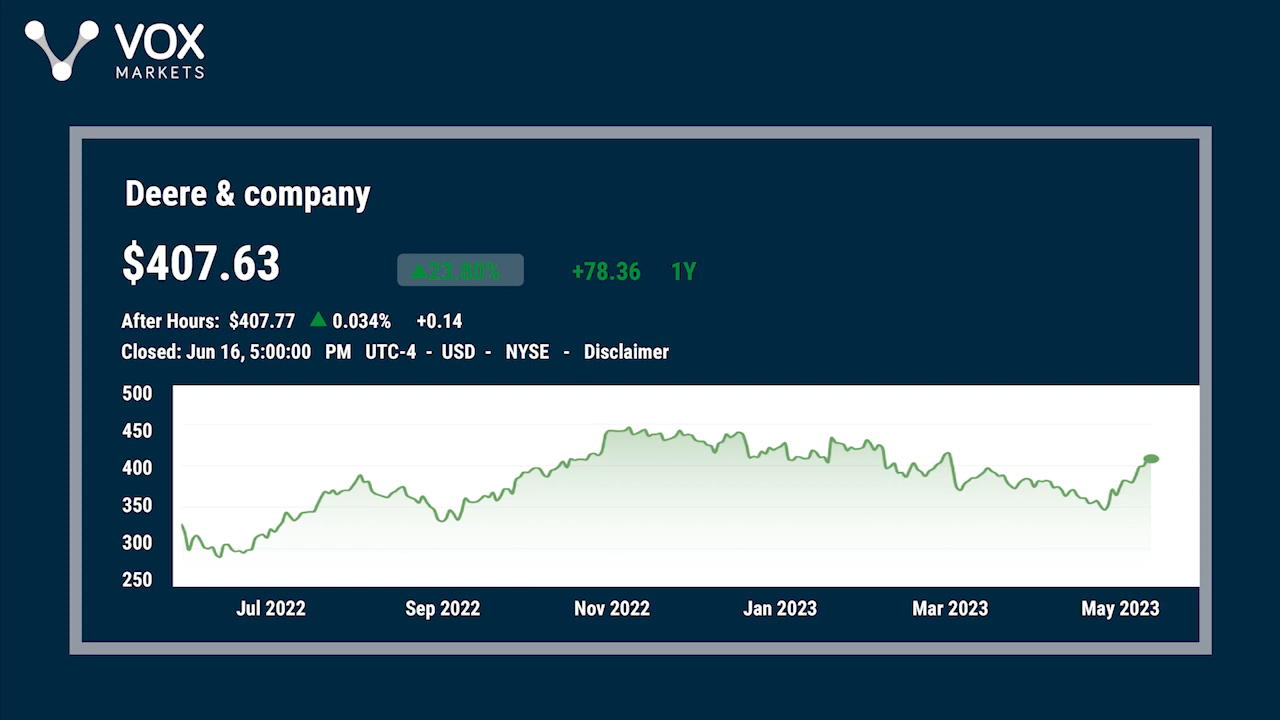 VOX
MARKETS
Deere & company
$407.63 ▲23.80% +78.36 1Y
After Hours: $407.77 ▲ 0.034% +0.14
Closed: Jun 16, 5:00:00 PM UTC-4 - USD - NYSE - Disclaimer
500
450
400
350
300
250
Jul 2022 Sep 2022 Nov 2022 Jan 2023 Mar 2023 May 2023